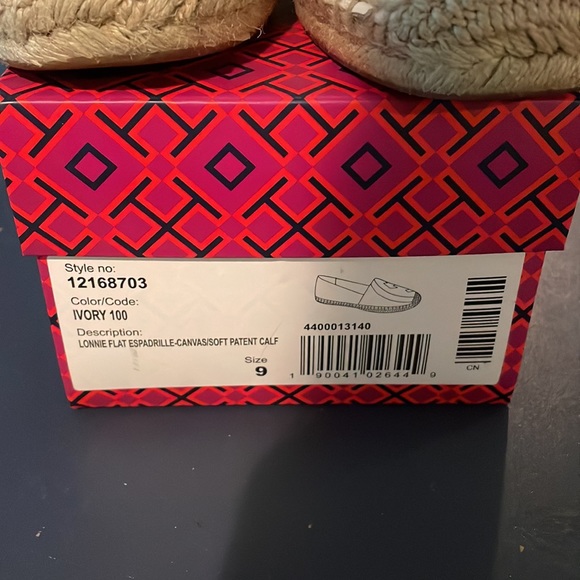 Style no:
12168703
Color/Code:
IVORY 100
Description:
LONNIE FLAT ESPADRILLE-CANVAS/SOFT PATENT CALF
Size
9
4400013140
1 90041 02644 9
CN